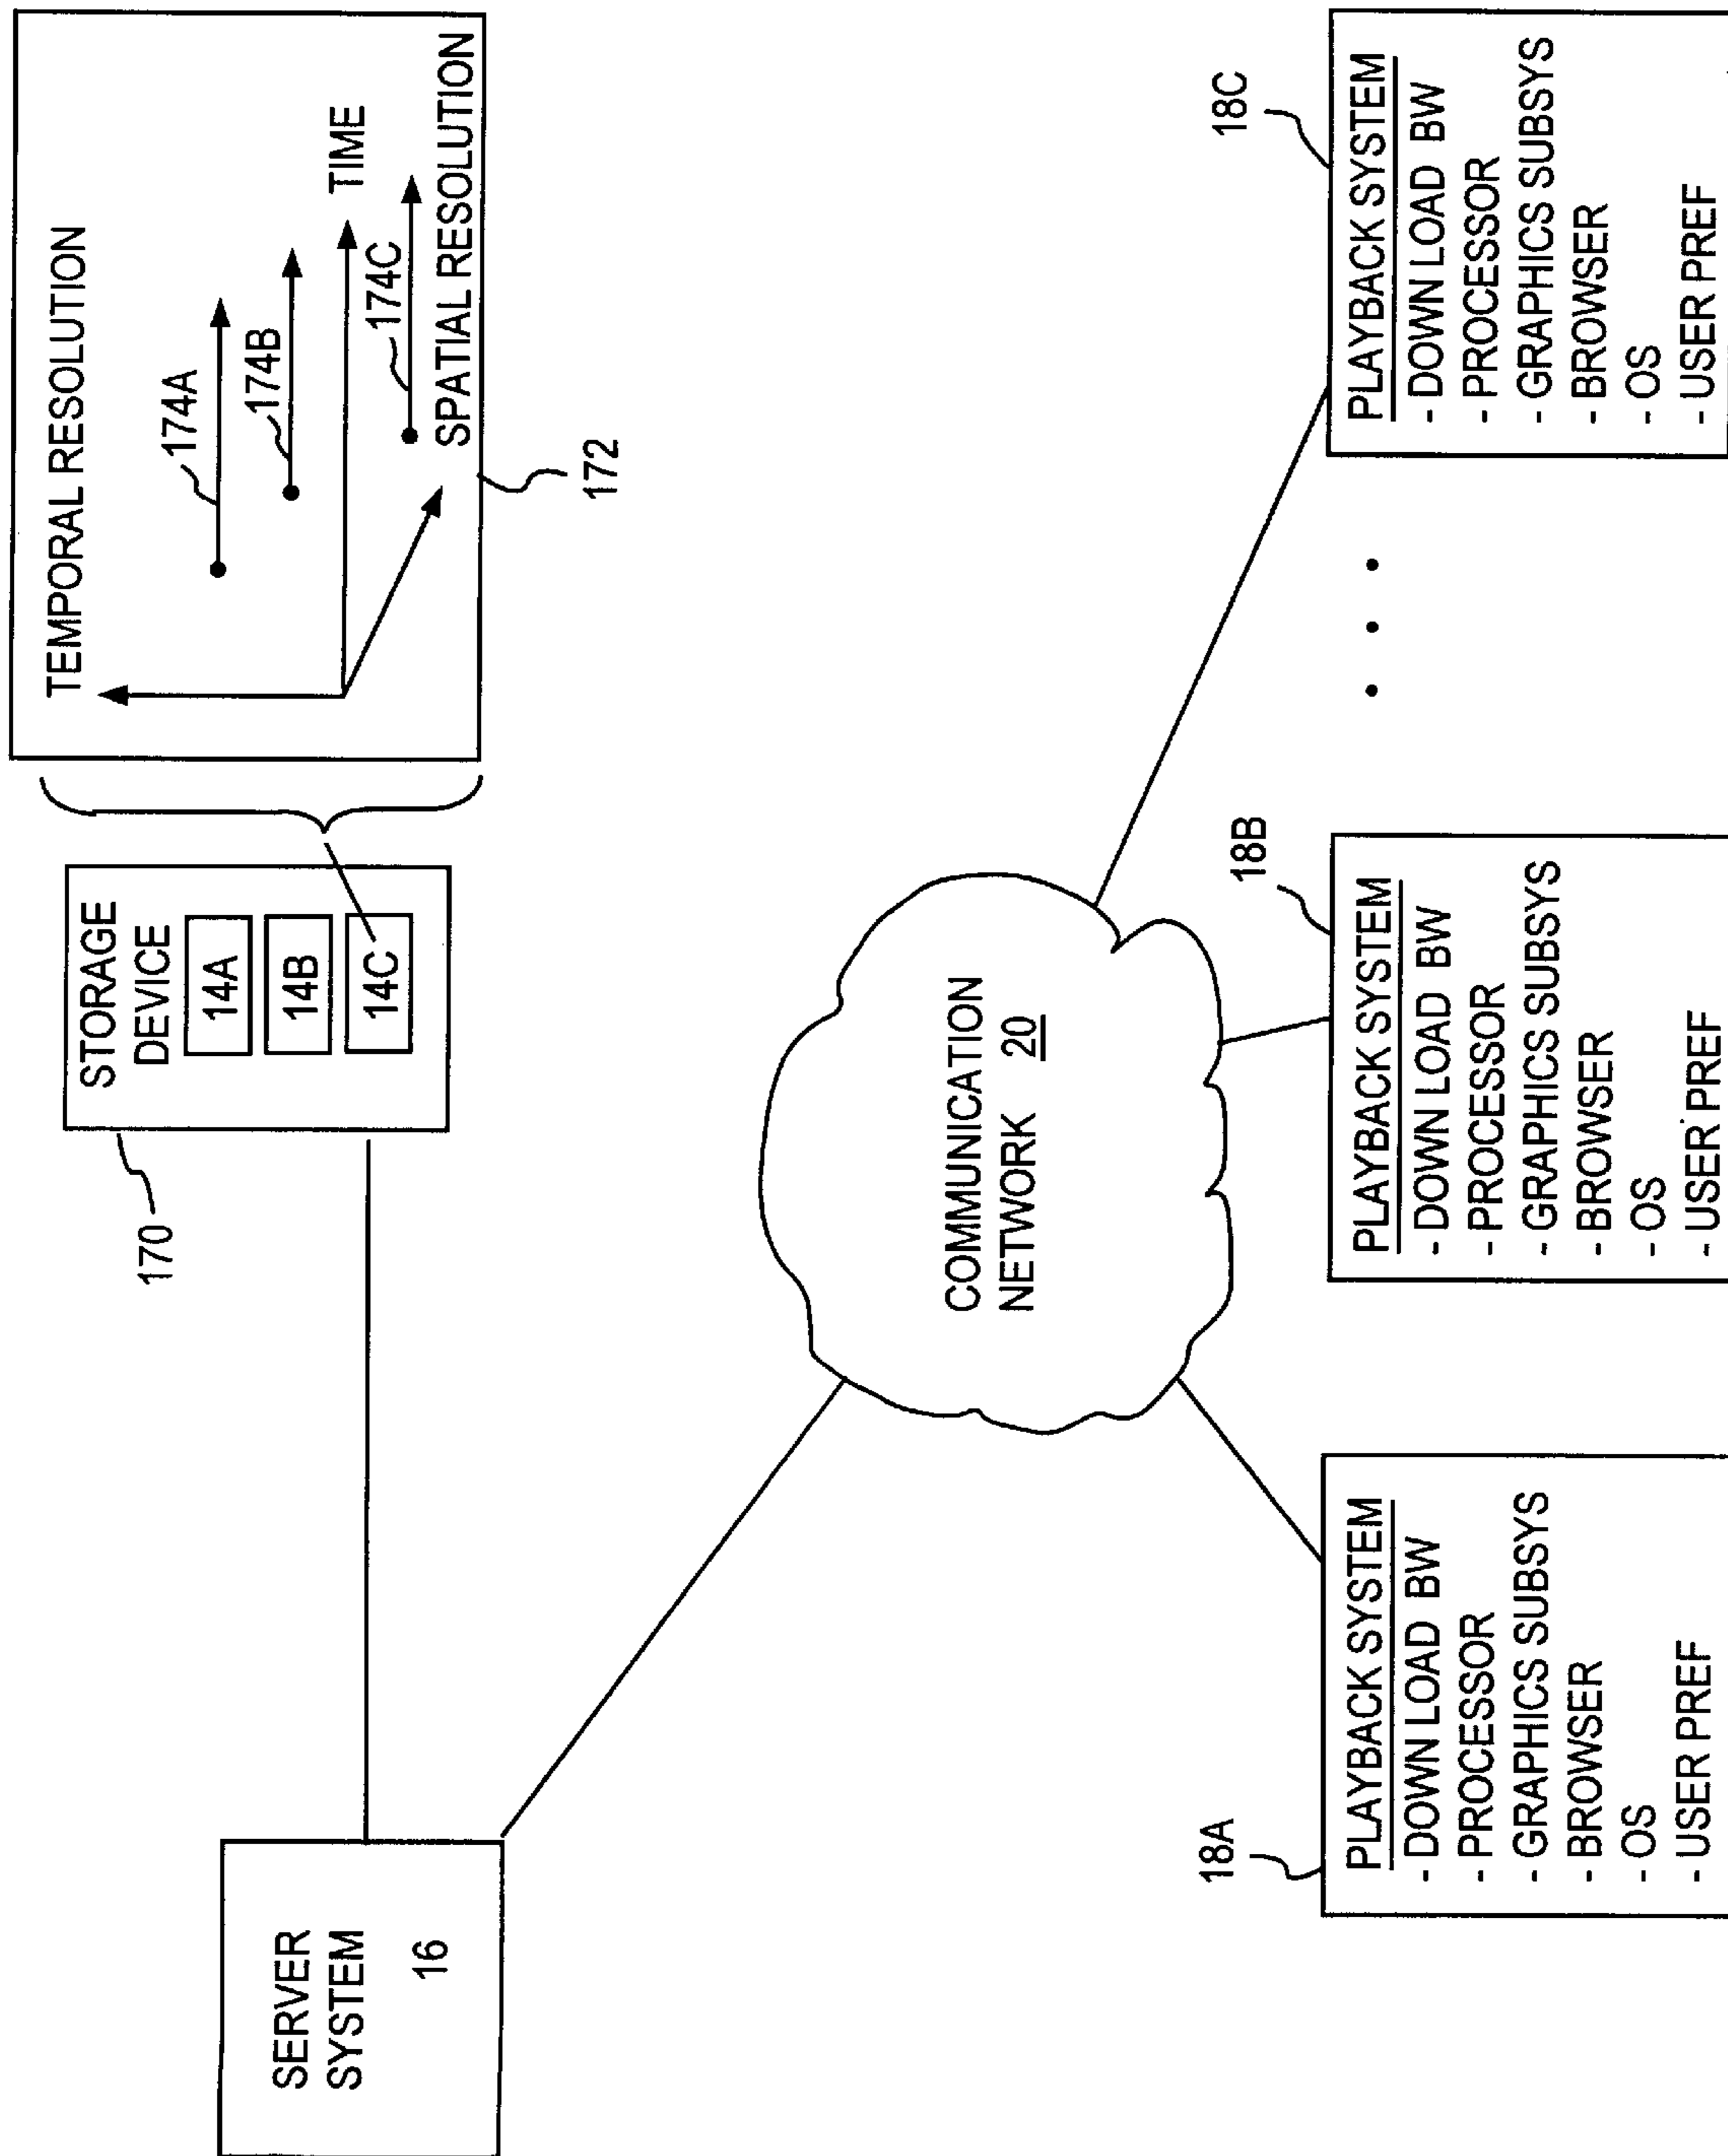 SERVER
SYSTEM
16
170
STORAGE
DEVICE
14A
14B
14C
TEMPORAL RESOLUTION
174A
174B
TIME
174C
SPATIAL RESOLUTION
172
COMMUNICATION
NETWORK 20
18A
PLAYBACK SYSTEM
- DOWN LOAD BW
- PROCESSOR
- GRAPHICS SUBSYS
- BROWSER
- OS
- USER PREF
18B
PLAYBACK SYSTEM
- DOWN LOAD BW
- PROCESSOR
- GRAPHICS SUBSYS
- BROWSER
- OS
- USER PREF
18C
PLAYBACK SYSTEM
- DOWN LOAD BW
- PROCESSOR
- GRAPHICS SUBSYS
- BROWSER
- OS
- USER PREF